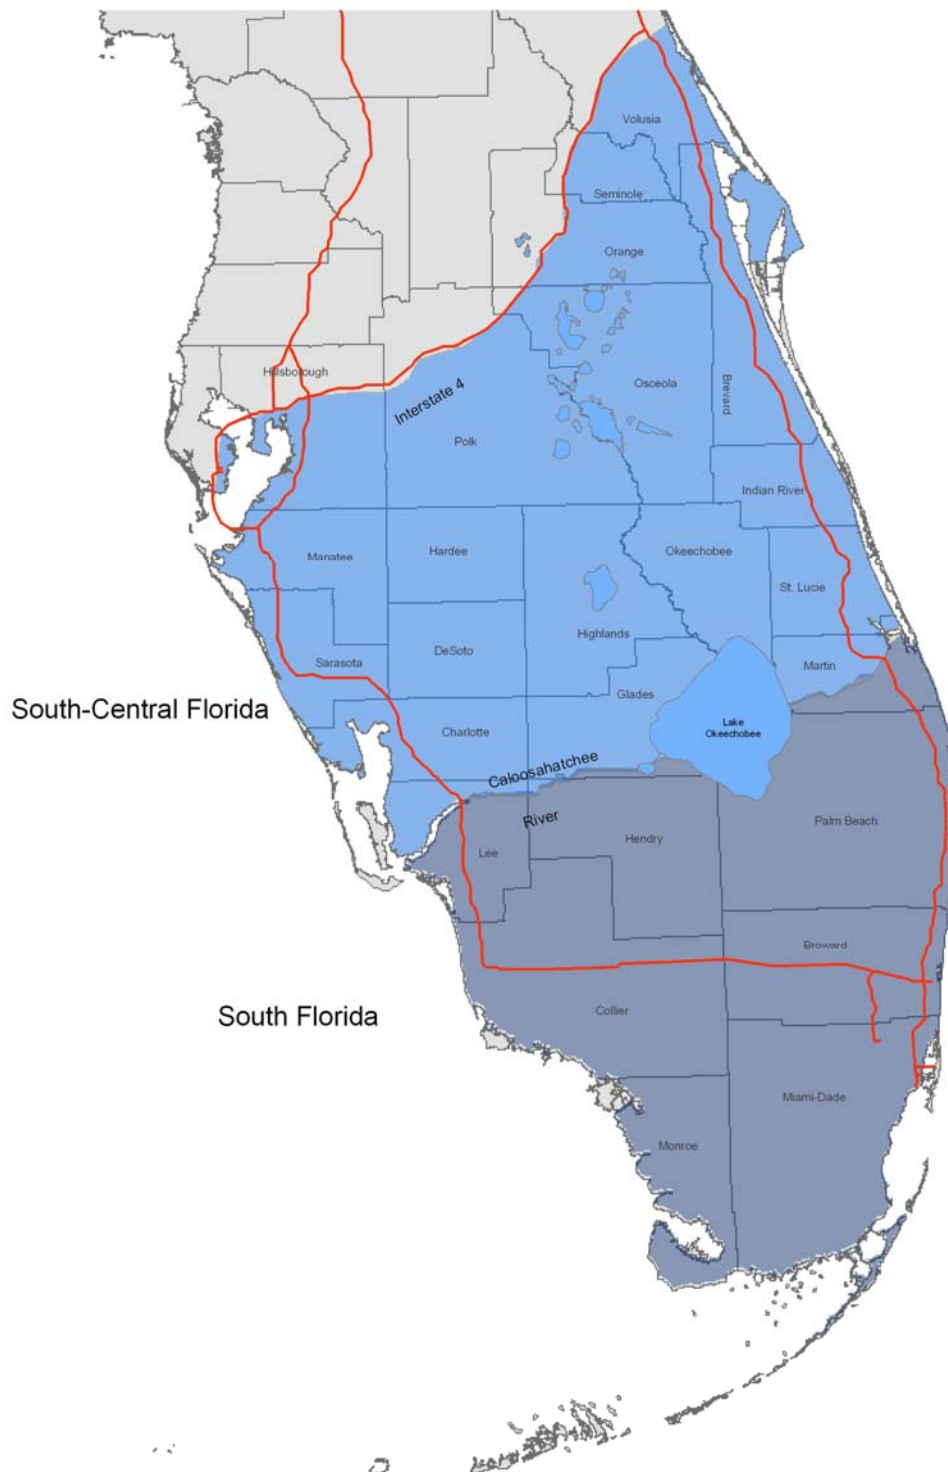 Volusia
Seminole
Orange
Hillsborough
Interstate 4
Osceola
Brevard
Polk
Indian River
Manatee
Hardee
Okeechobee
St. Lucie
Highlands
DeSoto
Sarasota
Martin
Glades
South-Central Florida
Charlotte
Lake
Okeechobee
Caloosahatchee
River
Palm Beach
Hendry
Lee
Broward
Collier
South Florida
Miami-Dade
Monroe